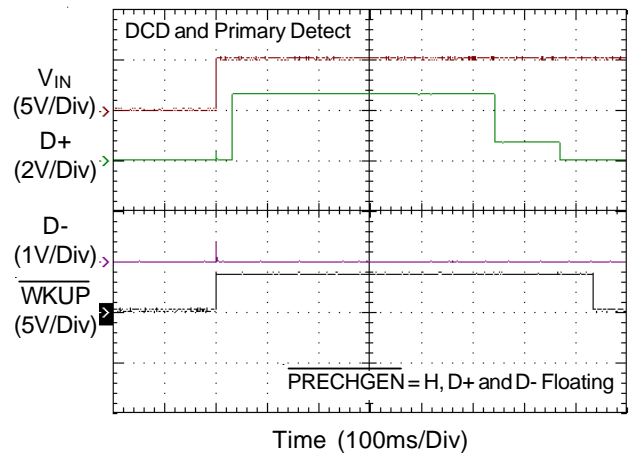 DCD and Primary Detect
VIN
(5V/Div)
D+
(2V/Div)
D-
(1V/Div)
WKUP
(5V/Div)
PRECHGEN = H, D+ and D- Floating
Time (100ms/Div)